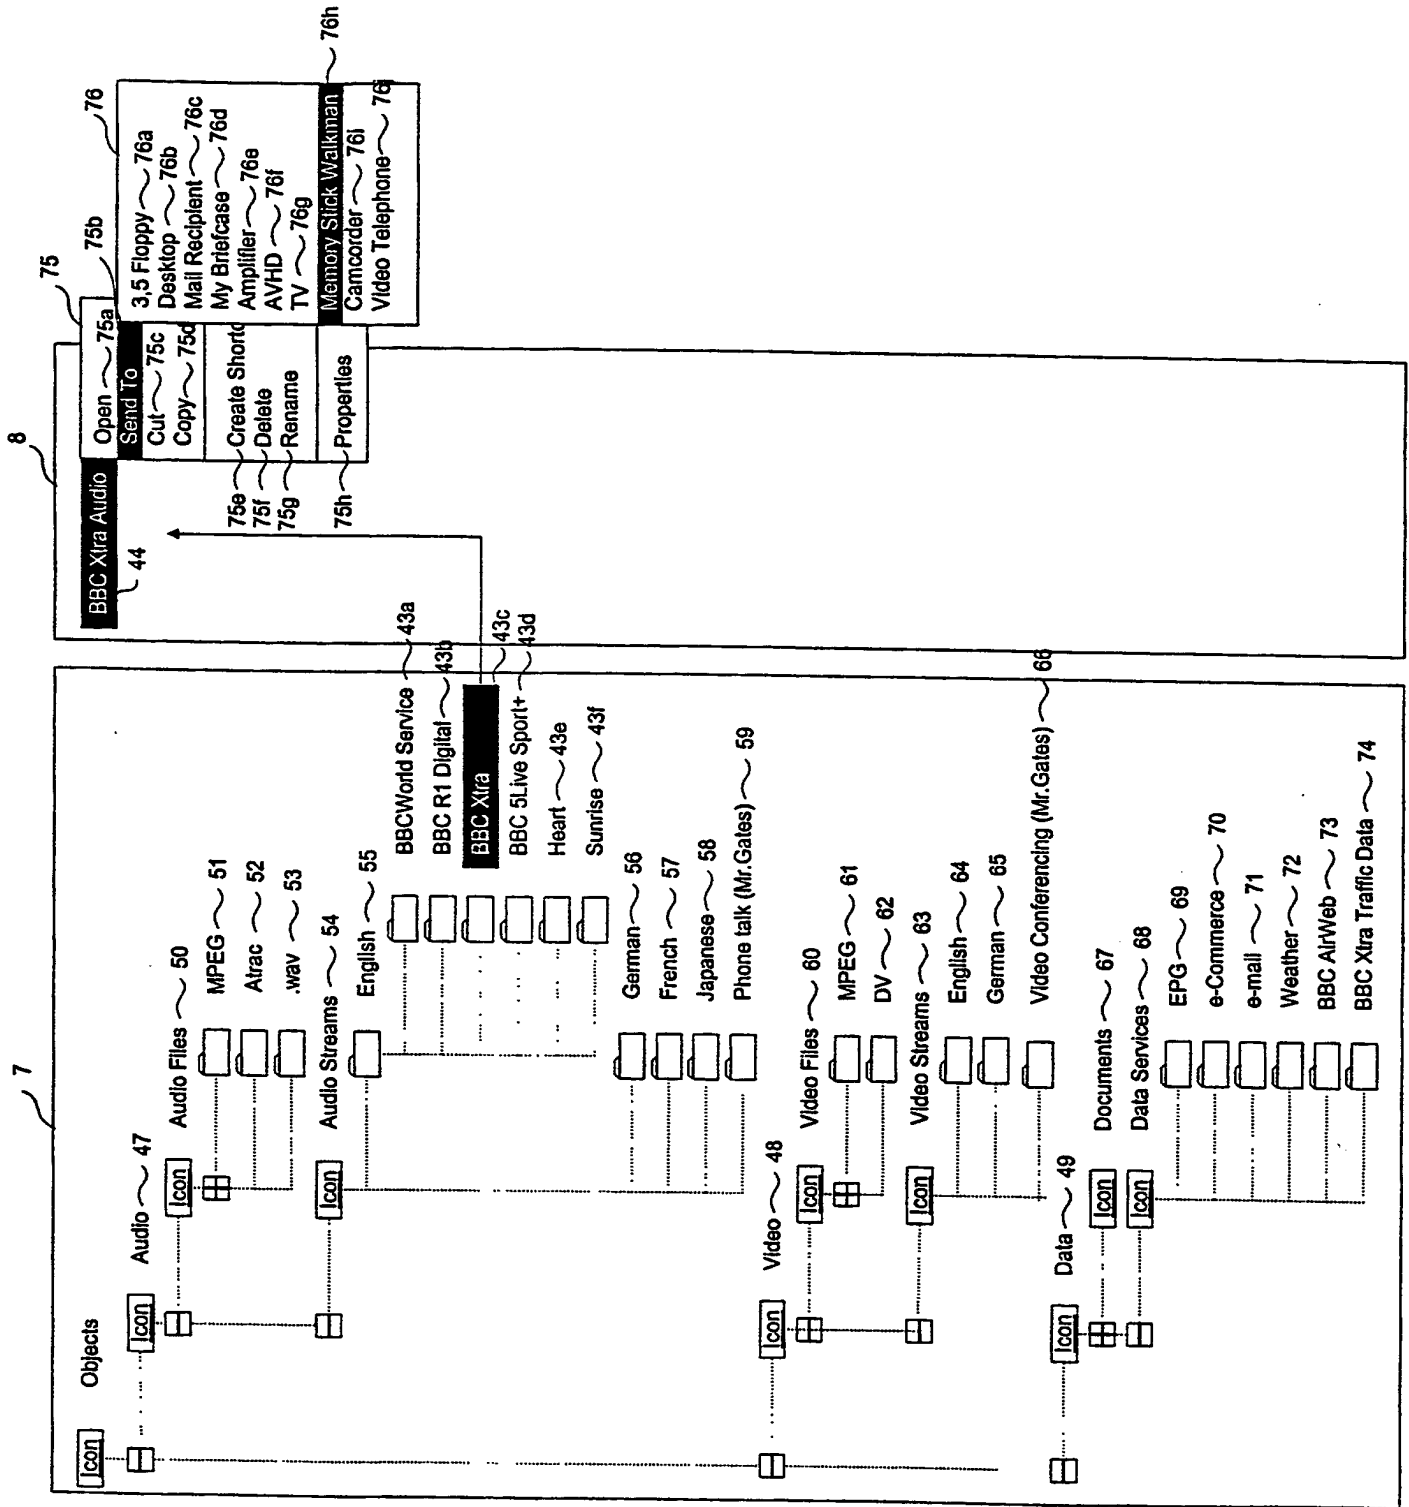 7
8
Objects
Icon
Icon
Audio 47
Icon
Audio Files 50
MPEG 51
Atrac 52
.wav 53
Icon
Audio Streams 54
English 55
BBCWorld Service 43a
BBC R1 Digital 43b
BBC Xtra
43c
BBC 5Live Sport+ 43d
Heart 43e
Sunrise 43f
German 56
French 57
Japanese 58
Phone talk (Mr.Gates) 59
Icon
Video 48
Icon
Video Files 60
MPEG 61
DV 62
Icon
Video Streams 63
English 64
German 65
Video Conferencing (Mr.Gates) 66
Icon
Data 49
Icon
Documents 67
Icon
Data Services 68
EPG 69
e-Commerce 70
e-mail 71
Weather 72
BBC AirWeb 73
BBC Xtra Traffic Data 74
BBC Xtra Audio
44
75
Open 75a
75b
Send To
Cut 75c
Copy 75d
75e Create Shortc
75f Delete
75g Rename
75h Properties
76
3,5 Floppy 76a
Desktop 76b
Mail Recipient 76c
My Briefcase 76d
Amplifier 76e
AVHD 76f
TV 76g
Memory Stick Walkman 76h
Camcorder 76i
Video Telephone 76j